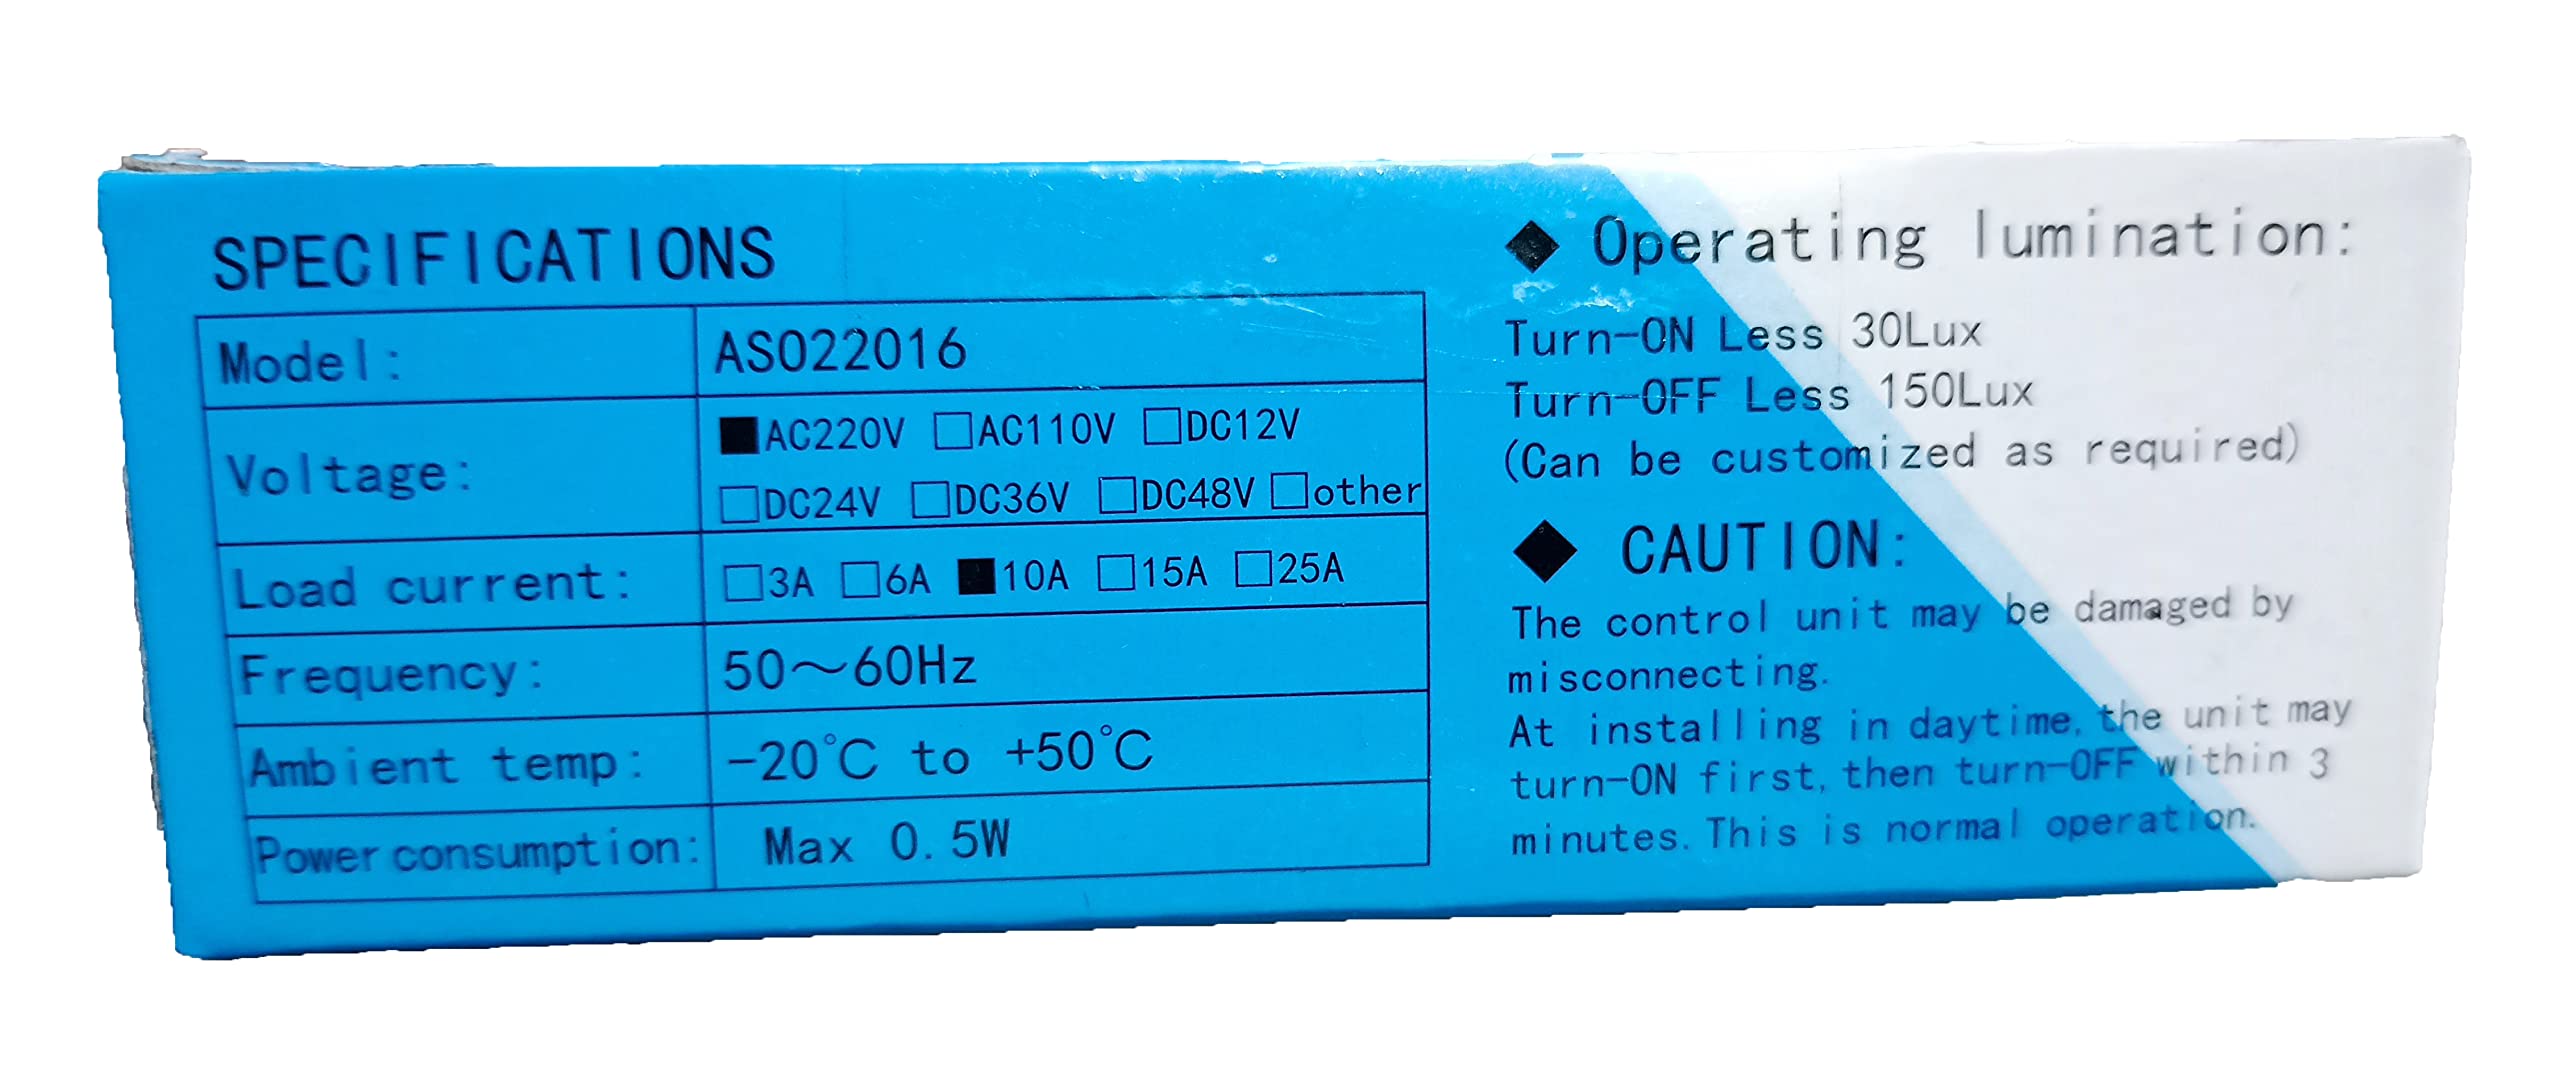 SPECIFICATIONS
Model: AS022016
Voltage: ■AC220V □AC110V □DC12V
□DC24V □DC36V □DC48V □other
Load current: □3A □6A ■10A □15A □25A
Frequency: 50~60Hz
Ambient temp: -20℃ to +50℃
Power consumption: Max 0.5W
◆ Operating lumination:
Turn-ON Less 30Lux
Turn-OFF Less 150Lux
(Can be customized as required)
◆ CAUTION:
The control unit may be damaged by
misconnecting.
At installing in daytime, the unit may
turn-ON first, then turn-OFF within 3
minutes. This is normal operation.